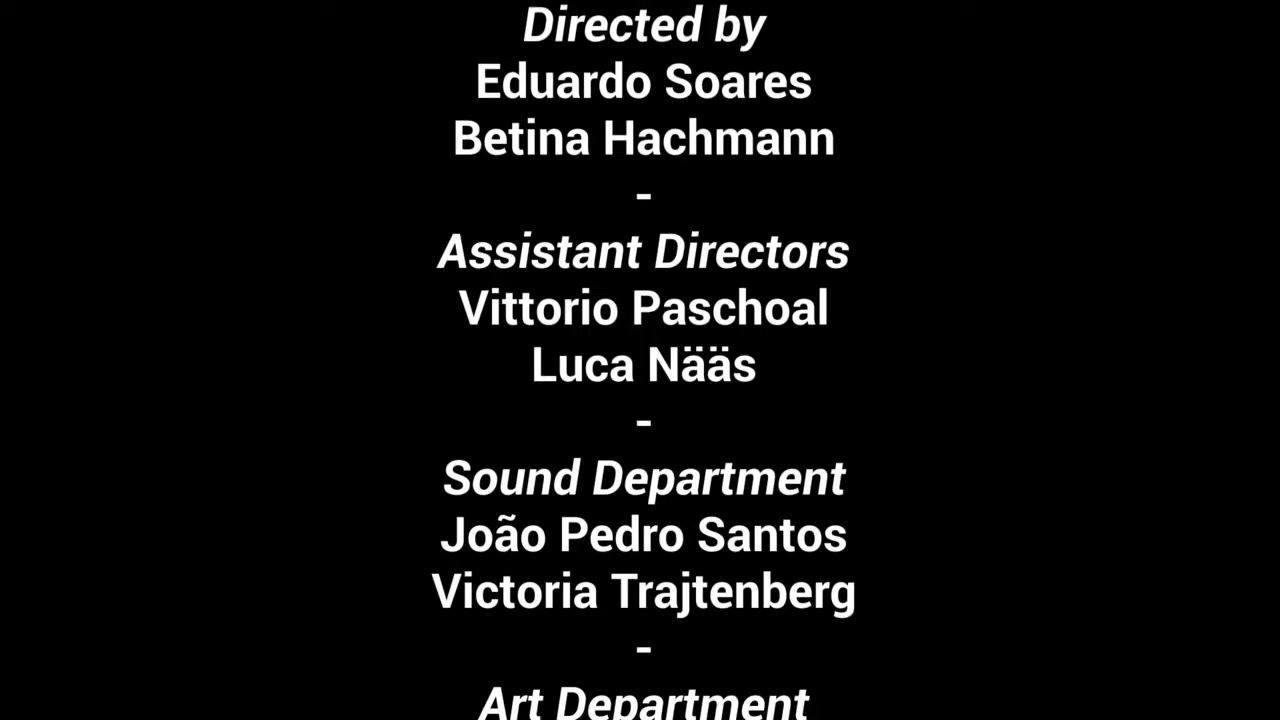 Directed by
Eduardo Soares
Betina Hachmann
-
Assistant Directors
Vittorio Paschoal
Luca Nääs
-
Sound Department
João Pedro Santos
Victoria Trajtenberg
-
Art Department